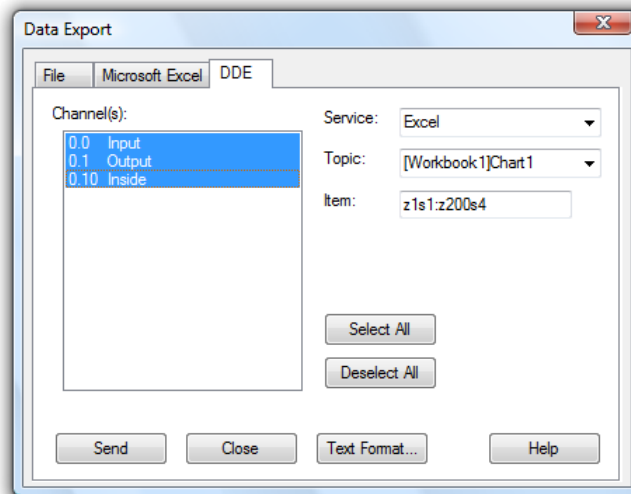 Data Export
File
Microsoft Excel
DDE
Channel(s):
0.0 Input
0.1 Output
0.10 Inside
Service:
Excel
Topic:
[Workbook1]Chart1
Item:
z1s1:z200s4
Select All
Deselect All
Send
Close
Text Format...
Help